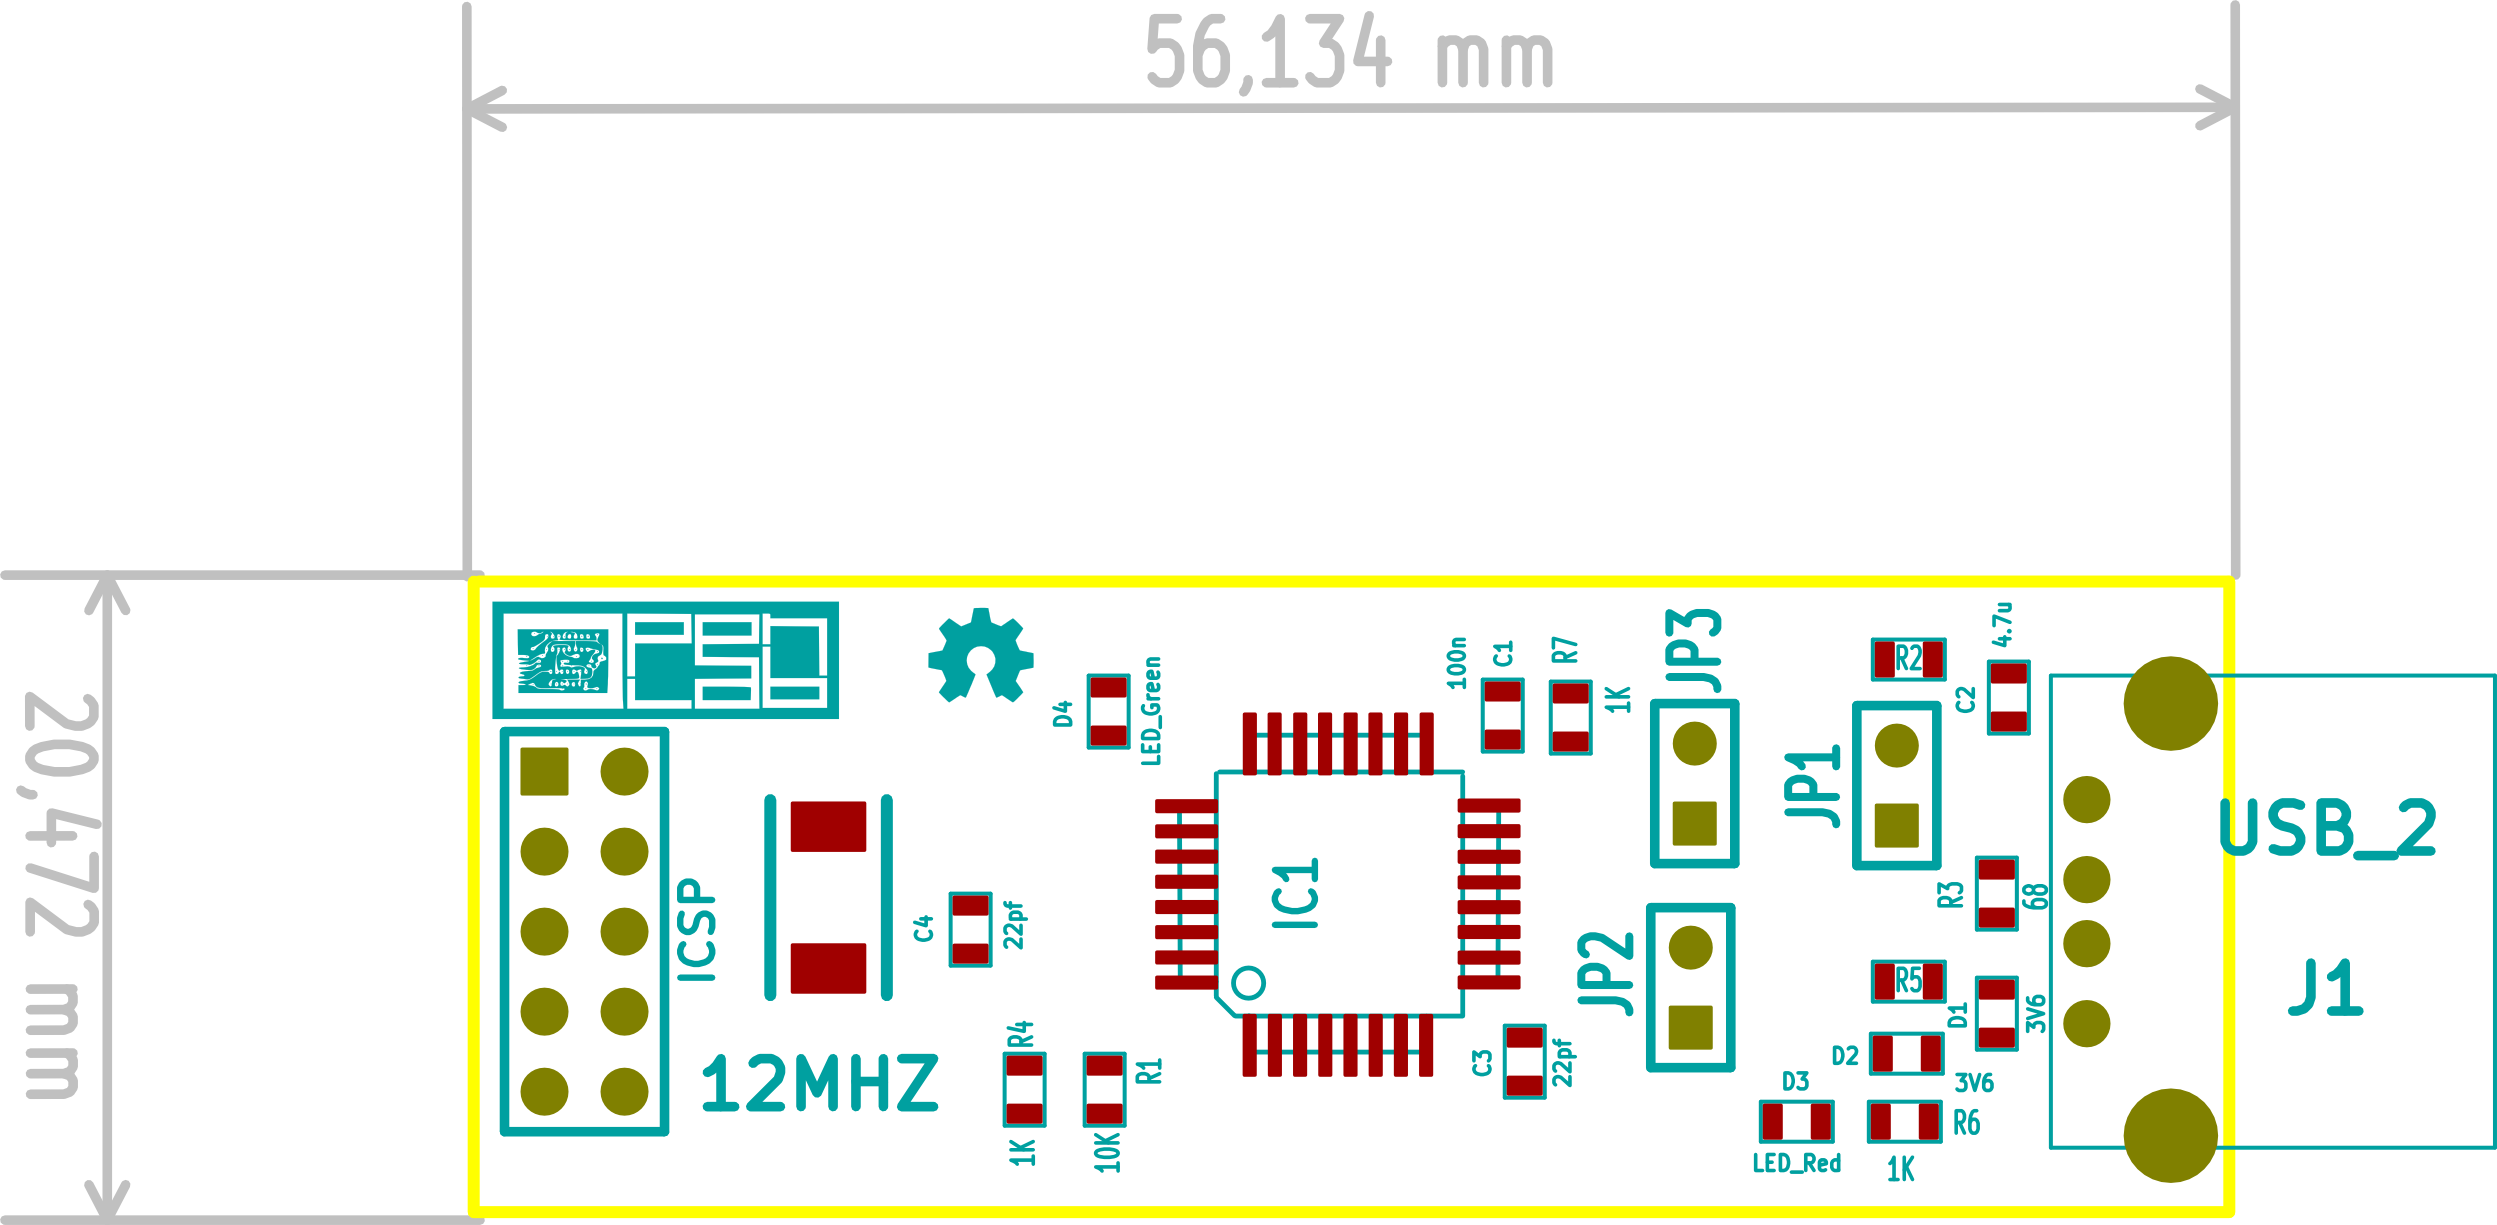 56,134 mm
20,472 mm
D4
LED_Green
100n
C1
R7
1K
JP3
R2
C2
4.7u
JP1
USB_2
J1
ICSP
C4
22pf
IC1
R3
68
JP2
R5
68
D1
3V6
D2
3V6
R4
1K
R1
10K
C3
22pf
12MHZ
D3
LED_Red
R6
1K